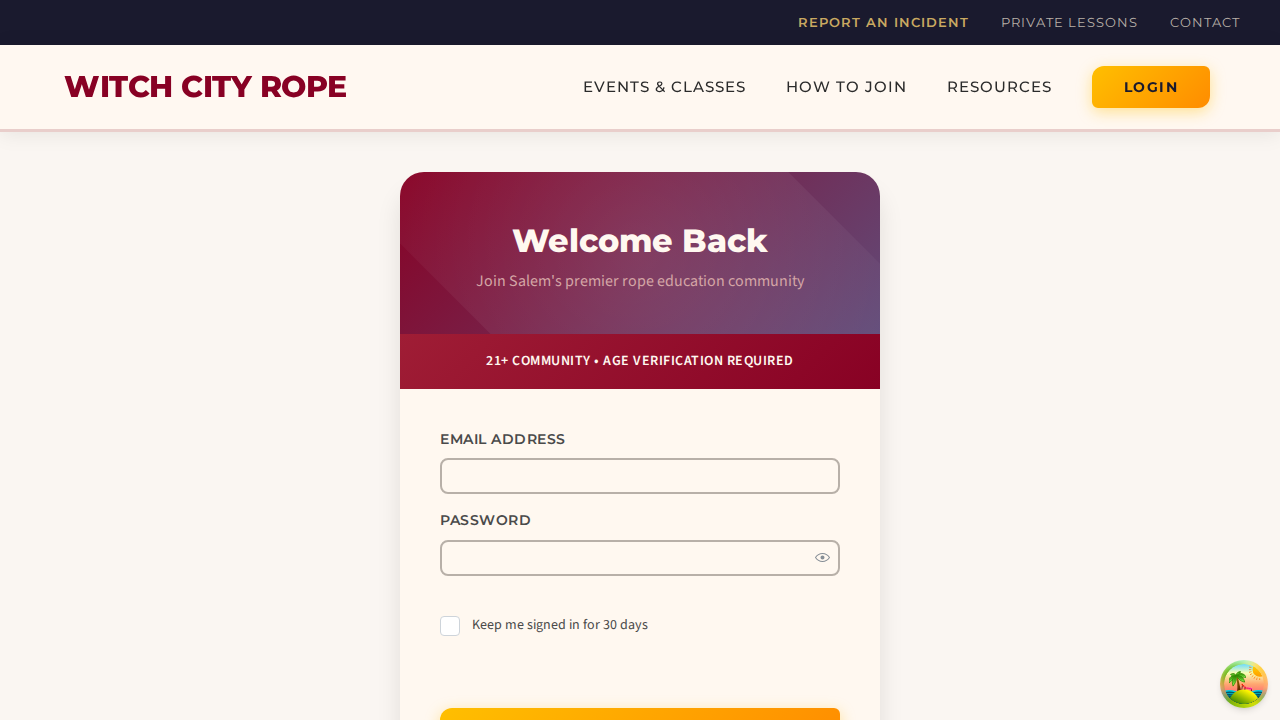 REPORT AN INCIDENT PRIVATE LESSONS CONTACT
WITCH CITY ROPE EVENTS & CLASSES HOW TO JOIN RESOURCES LOGIN
Welcome Back
Join Salem's premier rope education community
21+ COMMUNITY • AGE VERIFICATION REQUIRED
EMAIL ADDRESS
PASSWORD
Keep me signed in for 30 days